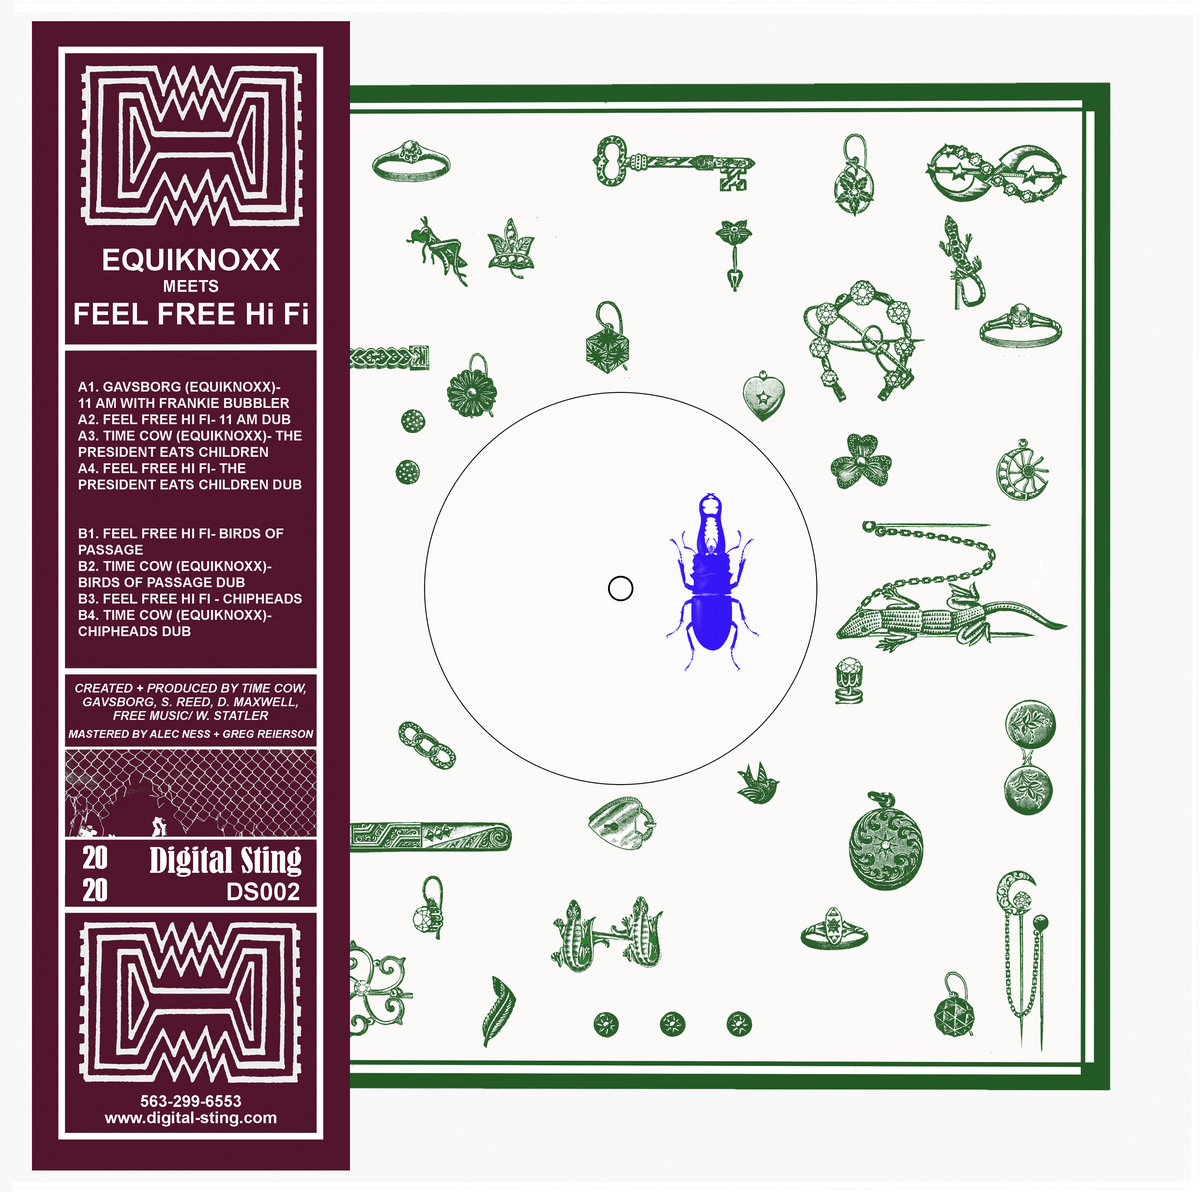 EQUIKNOXX
MEETS
FEEL FREE Hi Fi
A1. GAVSBORG (EQUIKNOXX)-
11 AM WITH FRANKIE BUBBLER
A2. FEEL FREE HI FI- 11 AM DUB
A3. TIME COW (EQUIKNOXX)- THE
PRESIDENT EATS CHILDREN
A4. FEEL FREE HI FI- THE
PRESIDENT EATS CHILDREN DUB
B1. FEEL FREE HI FI- BIRDS OF
PASSAGE
B2. TIME COW (EQUIKNOXX)-
BIRDS OF PASSAGE DUB
B3. FEEL FREE HI FI - CHIPHEADS
B4. TIME COW (EQUIKNOXX)-
CHIPHEADS DUB
CREATED + PRODUCED BY TIME COW,
GAVSBORG, S. REED, D. MAXWELL,
FREE MUSIC/ W. STATLER
MASTERED BY ALEC NESS + GREG REIERSON
20 Digital Sting
20 DS002
563-299-6553
www.digital-sting.com